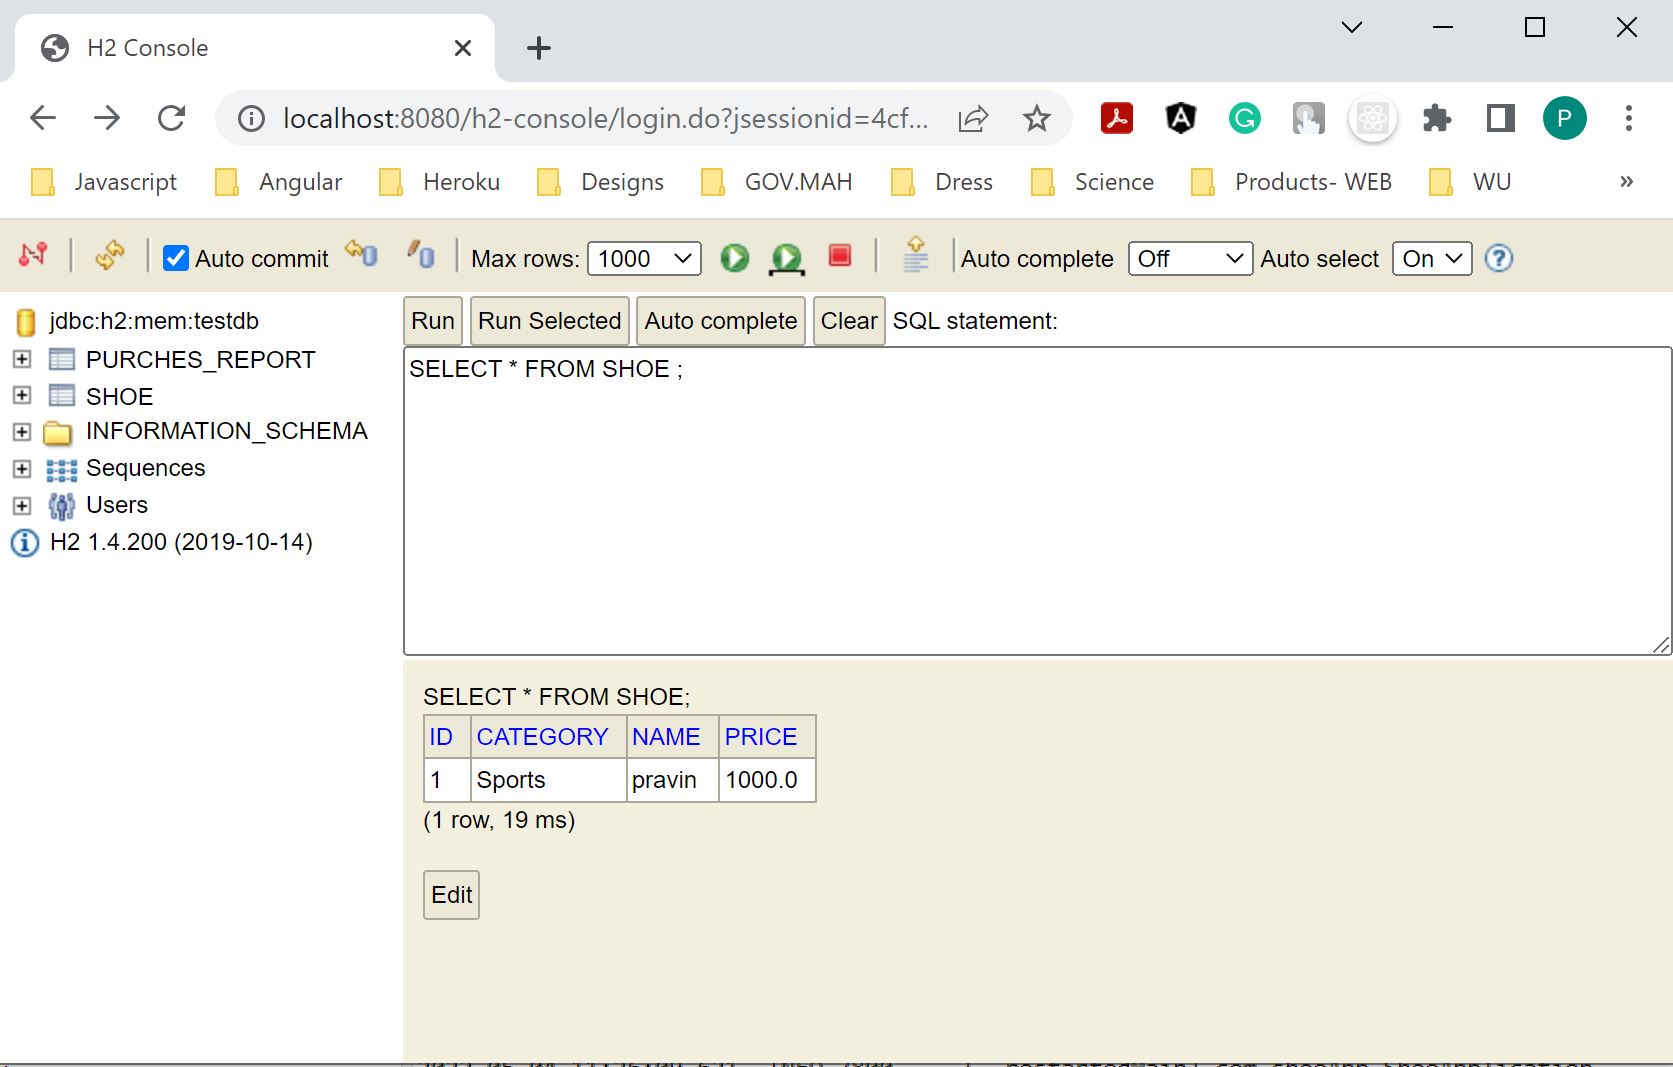 H2 Console
localhost:8080/h2-console/login.do?jsessionid=4cf...
P
Javascript Angular Heroku Designs GOV.MAH Dress Science Products- WEB WU »
Auto commit Max rows: 1000 Auto complete Off Auto select On
jdbc:h2:mem:testdb
PURCHES_REPORT
SHOE
INFORMATION_SCHEMA
Sequences
Users
H2 1.4.200 (2019-10-14)
Run Run Selected Auto complete Clear SQL statement:
SELECT * FROM SHOE ;
SELECT * FROM SHOE;
ID CATEGORY NAME PRICE
1 Sports pravin 1000.0
(1 row, 19 ms)
Edit